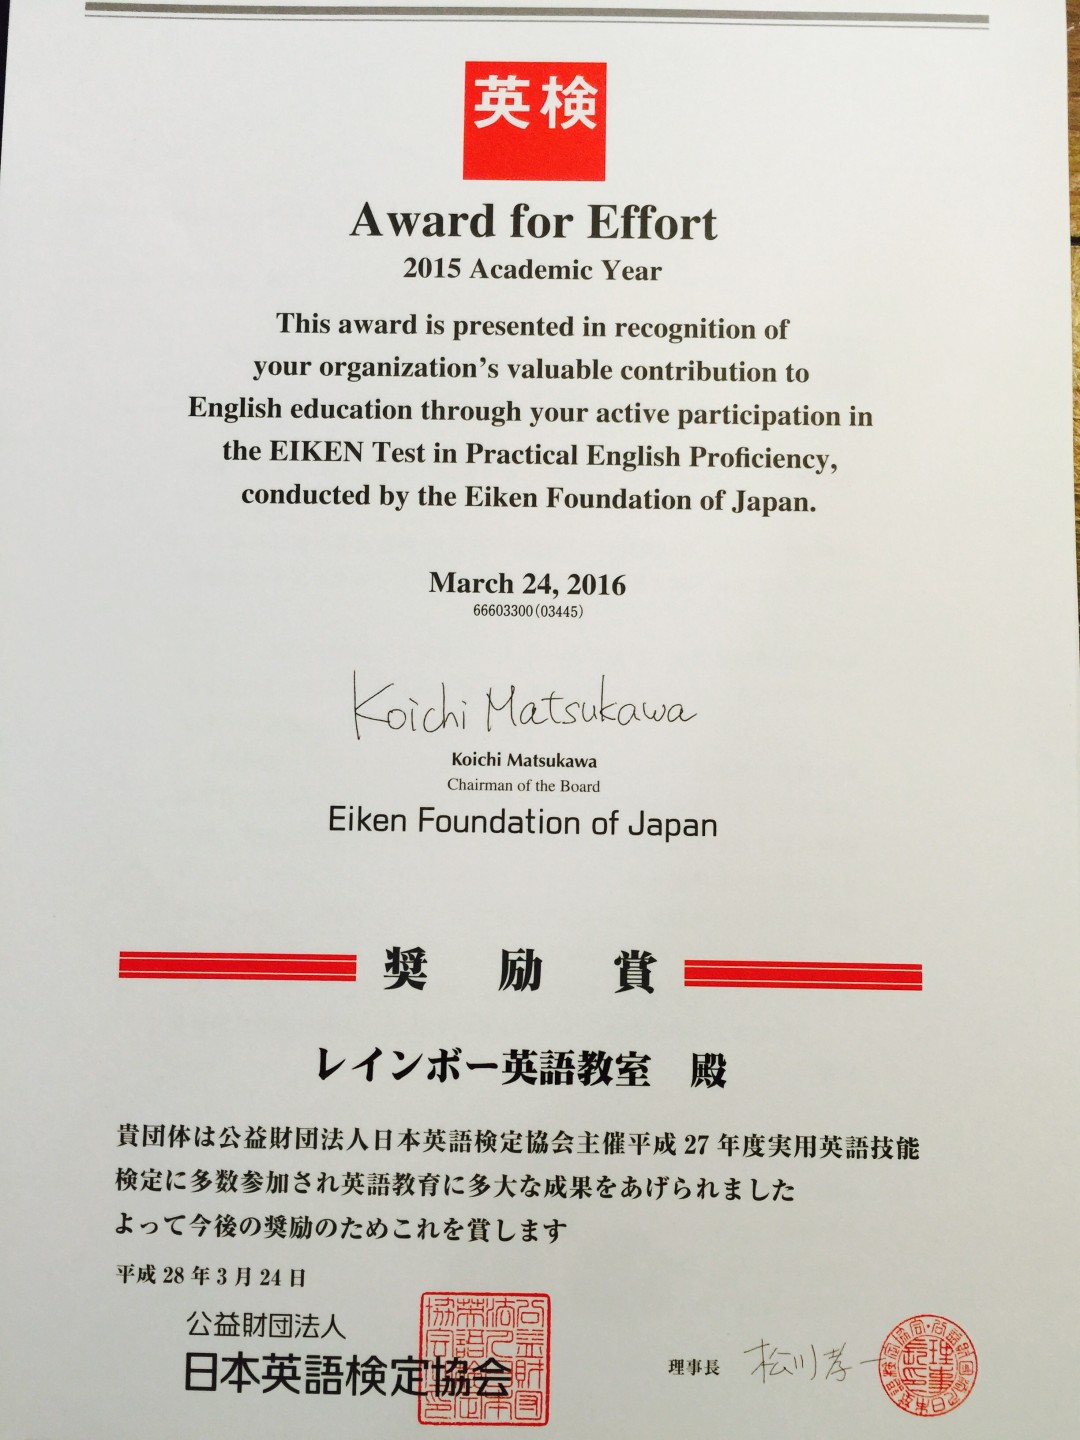 英検
Award for Effort
2015 Academic Year
This award is presented in recognition of
your organization's valuable contribution to
English education through your active participation in
the EIKEN Test in Practical English Proficiency,
conducted by the Eiken Foundation of Japan.
March 24, 2016
66603300(03445)
Koichi Matsukawa
Koichi Matsukawa
Chairman of the Board
Eiken Foundation of Japan
奨励賞
レインボー英語教室 殿
貴団体は公益財団法人日本英語検定協会主催平成27年度実用英語技能
検定に多数参加され英語教育に多大な成果をあげられました
よって今後の奨励のためこれを賞します
平成28年3月24日
公益財団法人
日本英語検定協会
理事長 松川孝一